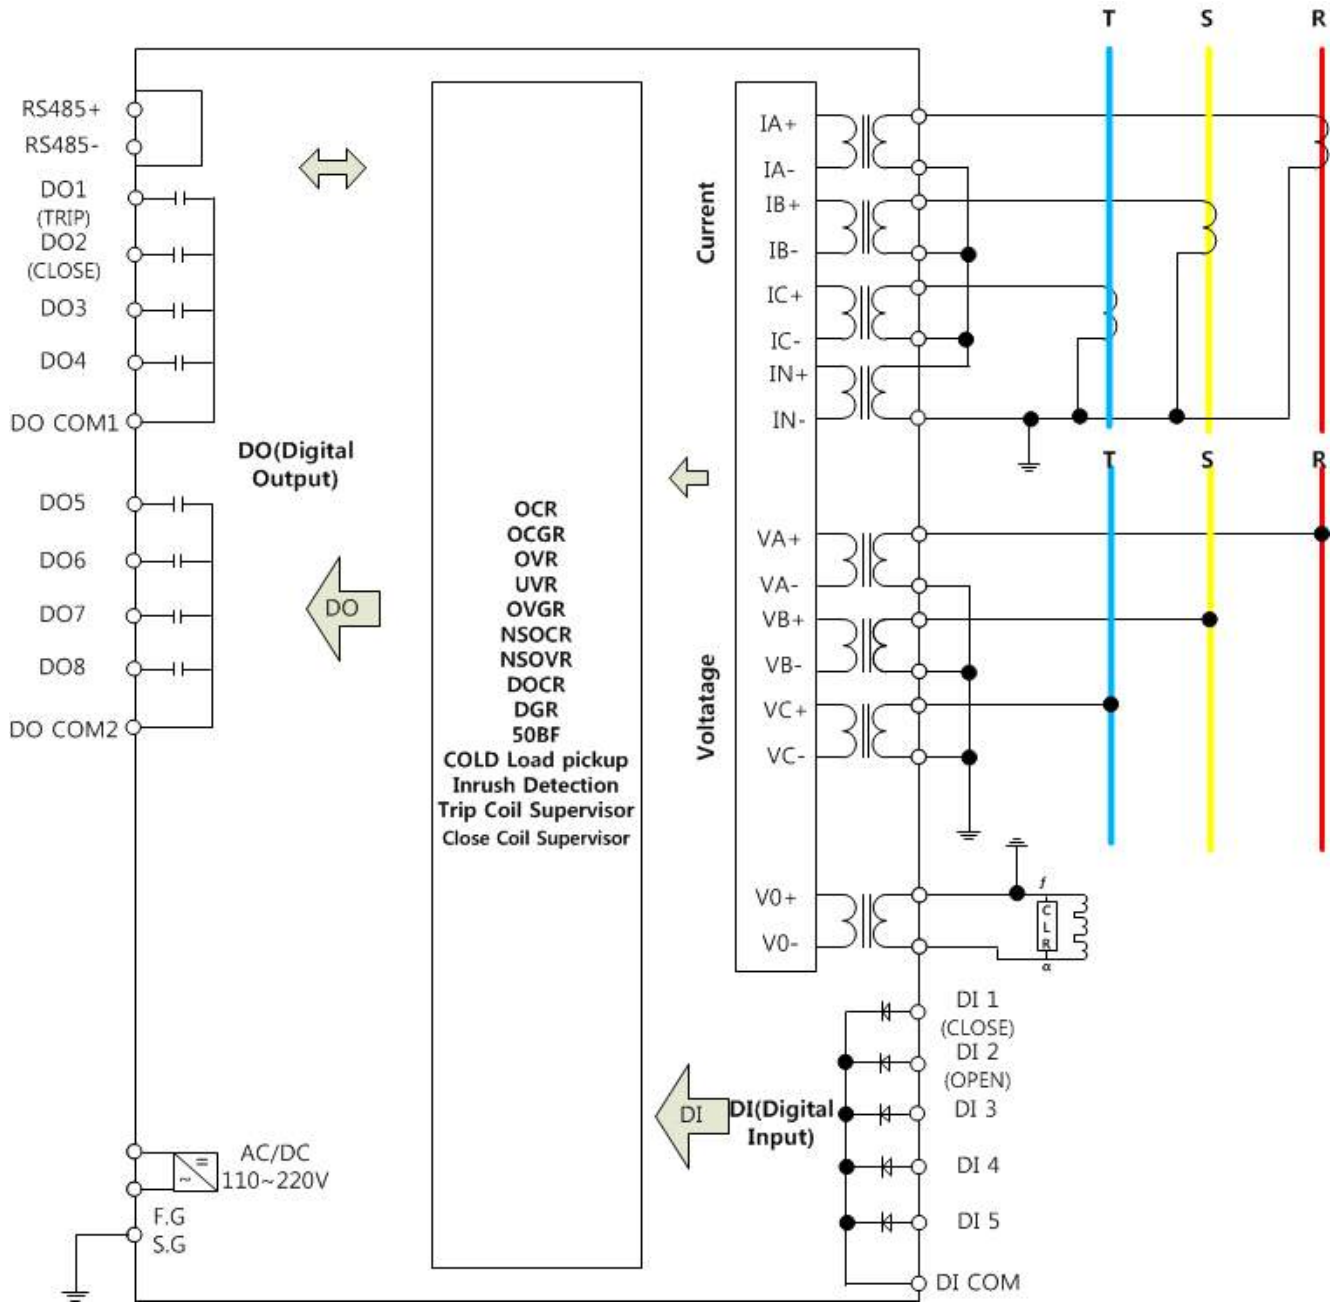 T S R
RS485+
RS485-
DO1
(TRIP)
DO2
(CLOSE)
DO3
DO4
DO COM1
DO(Digital
Output)
DO5
DO6
DO7
DO8
DO COM2
DO
AC/DC
110~220V
=
~
F.G
S.G
OCR
OCGR
OVR
UVR
OVGR
NSOCR
NSOVR
DOCR
DGR
50BF
COLD Load pickup
Inrush Detection
Trip Coil Supervisor
Close Coil Supervisor
Current
IA+
IA-
IB+
IB-
IC+
IC-
IN+
IN-
T S R
Voltatage
VA+
VA-
VB+
VB-
VC+
VC-
V0+
V0-
f
C
L
R
α
DI
DI(Digital
Input)
DI 1
(CLOSE)
DI 2
(OPEN)
DI 3
DI 4
DI 5
DI COM